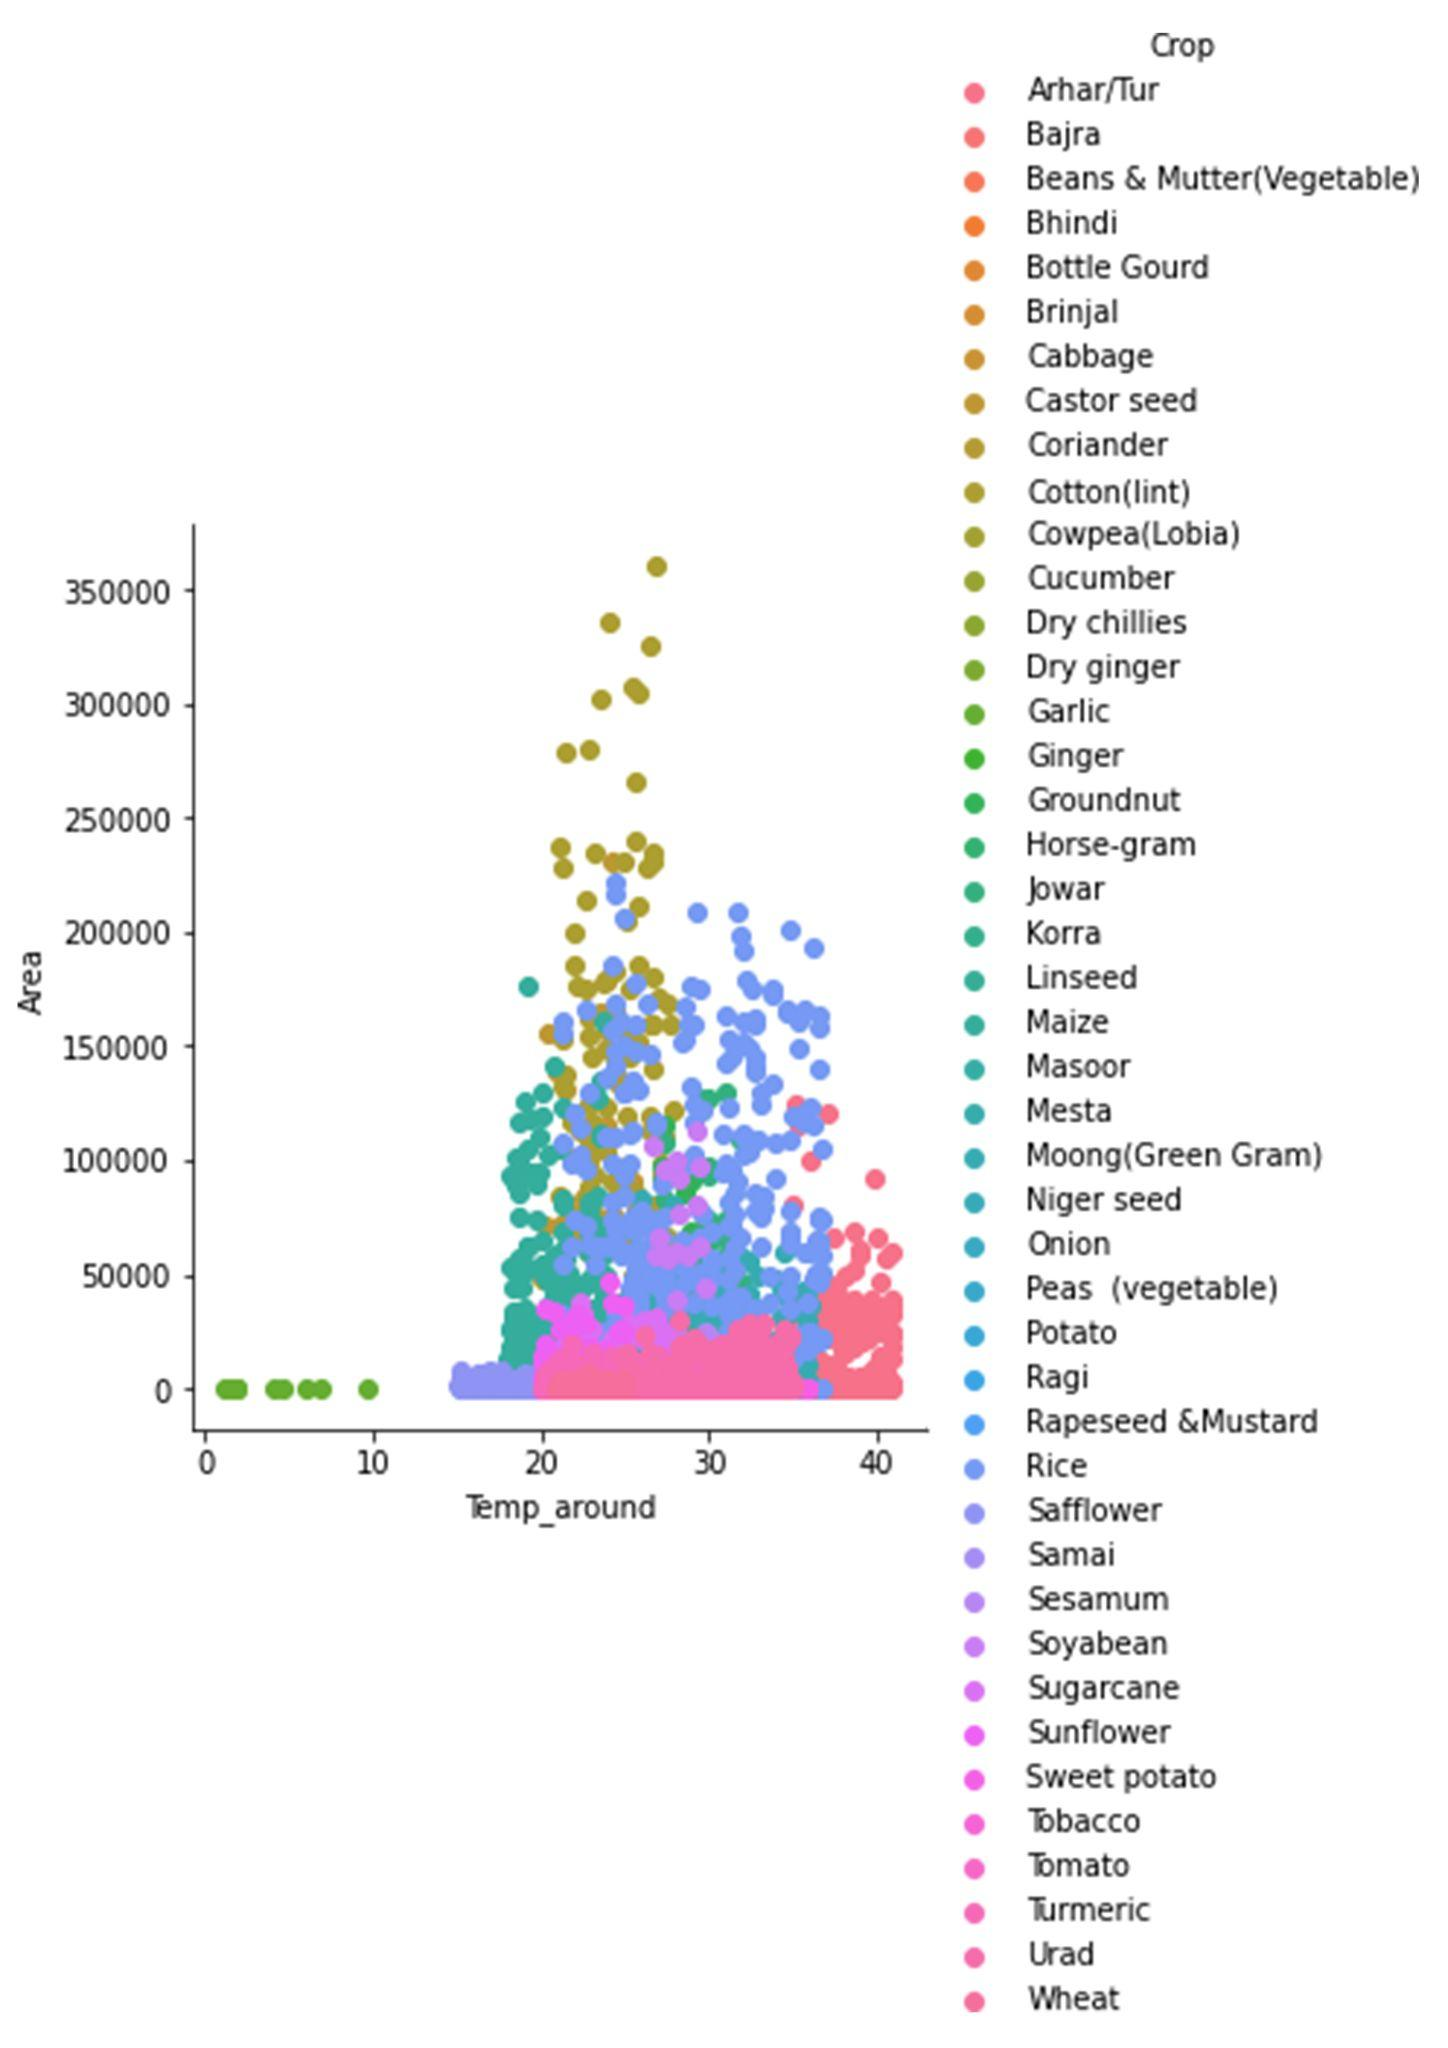 Crop
Arhar/Tur
Bajra
Beans & Mutter(Vegetable)
Bhindi
Bottle Gourd
Brinjal
Cabbage
Castor seed
Coriander
Cotton(lint)
Cowpea(Lobia)
Cucumber
Dry chillies
Dry ginger
Garlic
Ginger
Groundnut
Horse-gram
Jowar
Korra
Linseed
Maize
Masoor
Mesta
Moong(Green Gram)
Niger seed
Onion
Peas  (vegetable)
Potato
Ragi
Rapeseed &Mustard
Rice
Safflower
Samai
Sesamum
Soyabean
Sugarcane
Sunflower
Sweet potato
Tobacco
Tomato
Turmeric
Urad
Wheat
350000
300000
250000
200000
150000
100000
50000
0
Area
0 10 20 30 40
Temp_around